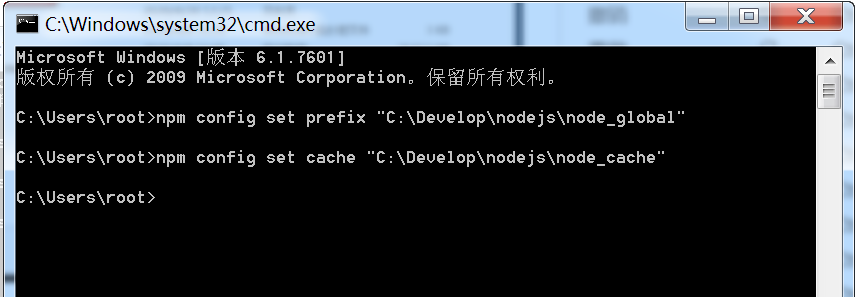 C:\Windows\system32\cmd.exe
Microsoft Windows [版本 6.1.7601]
版权所有 (c) 2009 Microsoft Corporation。保留所有权利。
C:\Users\root>npm config set prefix "C:\Develop\nodejs\node_global"
C:\Users\root>npm config set cache "C:\Develop\nodejs\node_cache"
C:\Users\root>